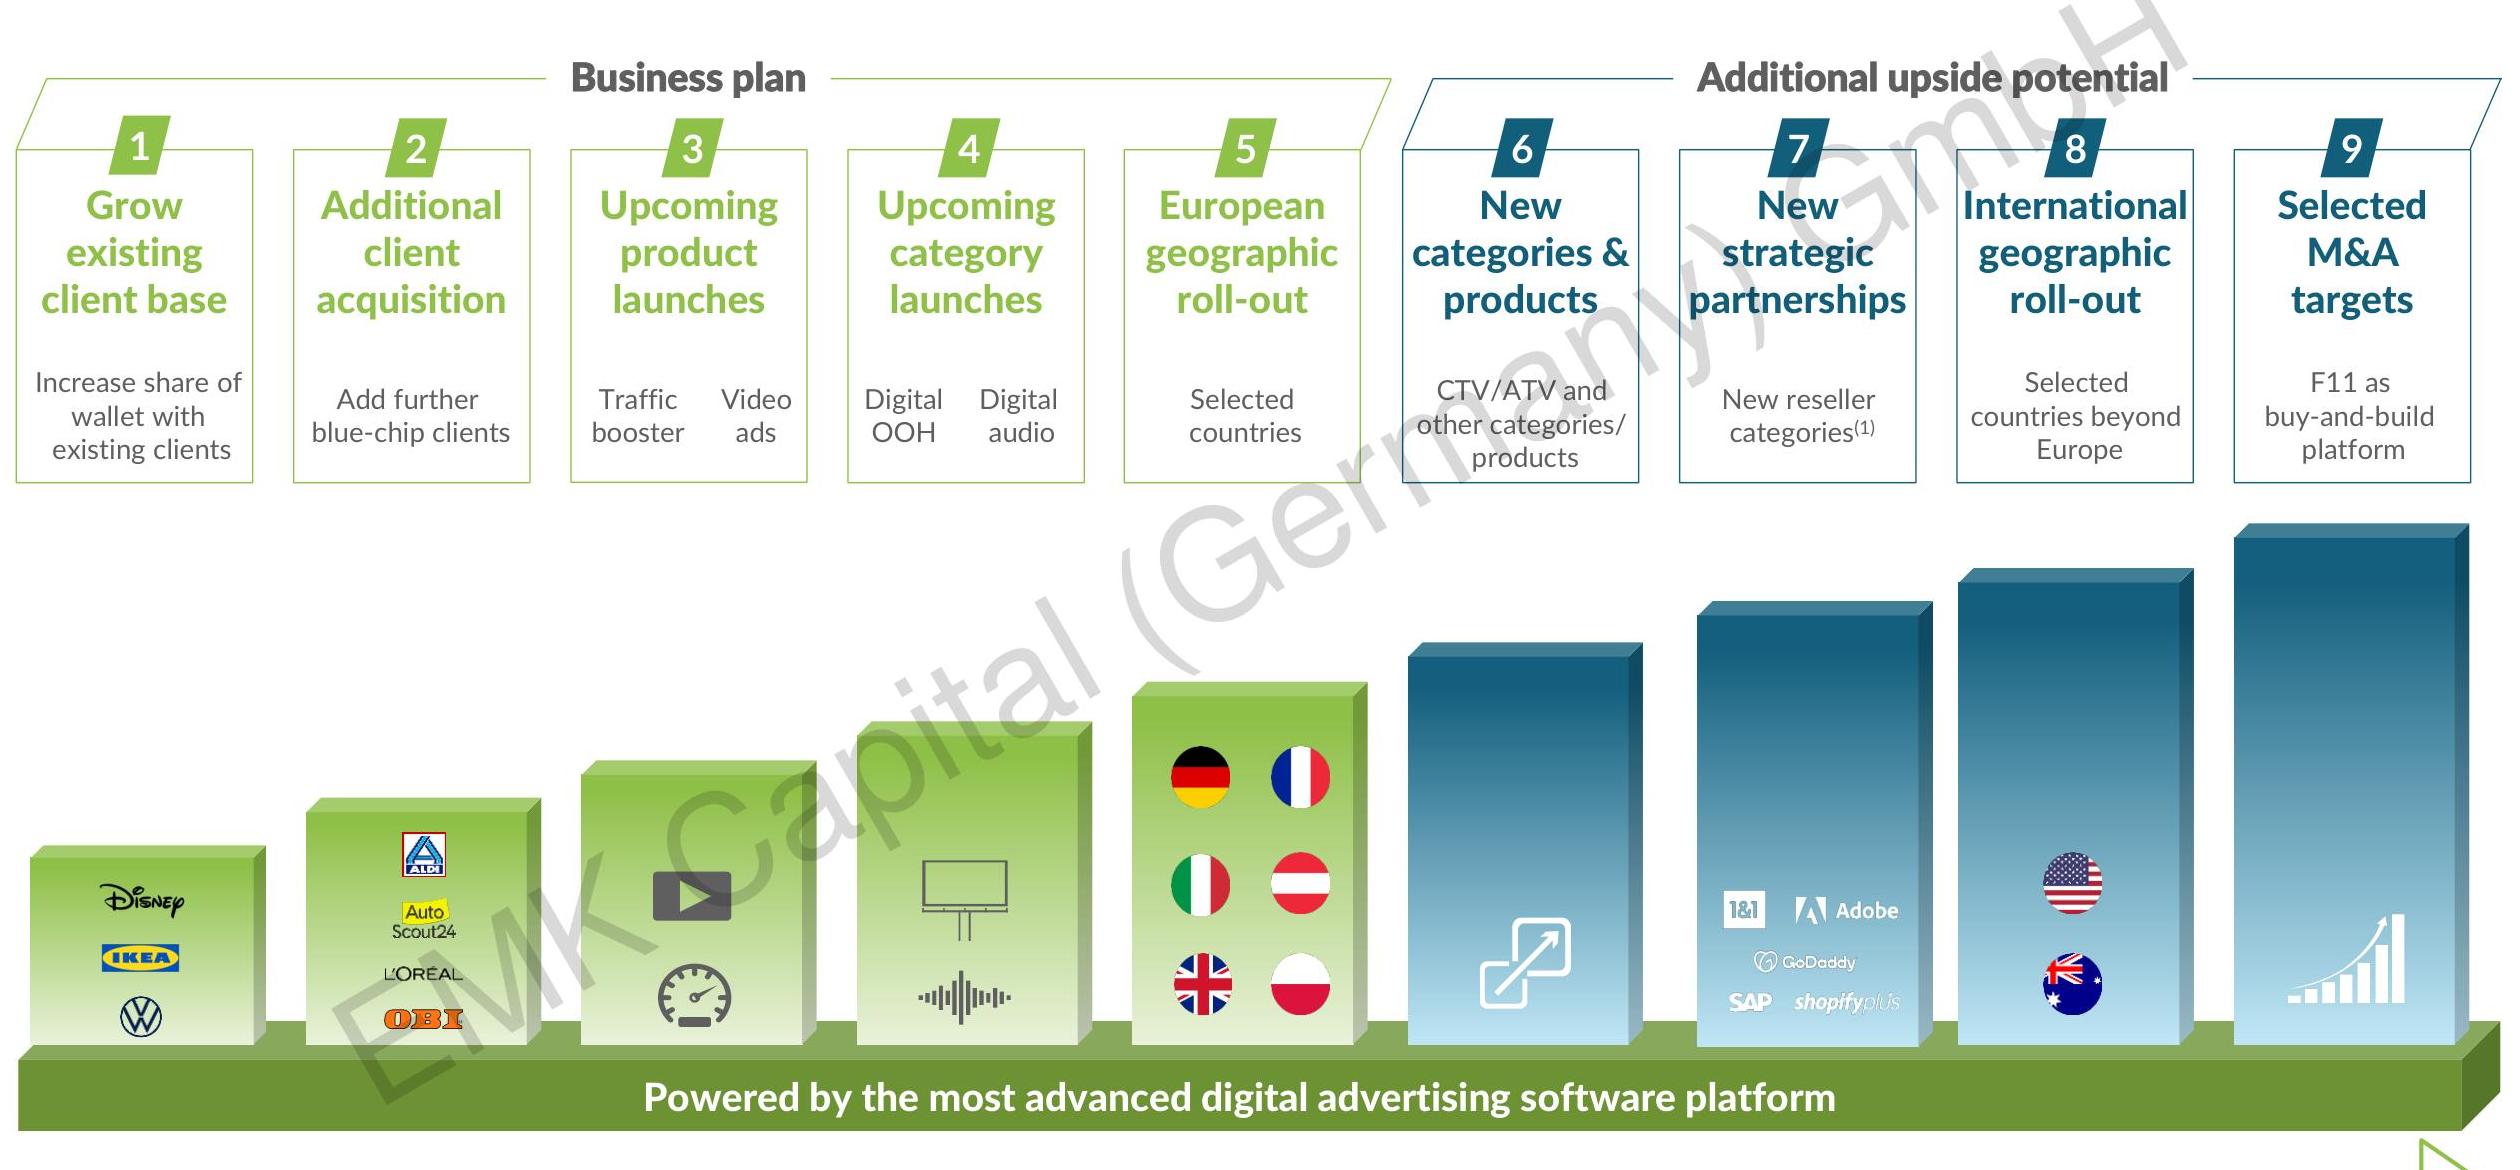 Business plan
Additional upside potential
1
Grow
existing
client base
Increase share of
wallet with
existing clients
2
Additional
client
acquisition
Add further
blue-chip clients
3
Upcoming
product
launches
Traffic
booster
Video
ads
4
Upcoming
category
launches
Digital
OOH
Digital
audio
5
European
geographic
roll-out
Selected
countries
6
New
categories &
products
CTV/ATV and
other categories/
products
7
New
strategic
partnerships
New reseller
categories(1)
8
International
geographic
roll-out
Selected
countries beyond
Europe
9
Selected
M&A
targets
F11 as
buy-and-build
platform
DISNEY
IKEA
VW
ALDI
Auto
Scout24
L'ORÉAL
OBI
1&1
Adobe
GoDaddy
SAP
shopifyplus
Powered by the most advanced digital advertising software platform
EMK Capital (Germany) GmbH